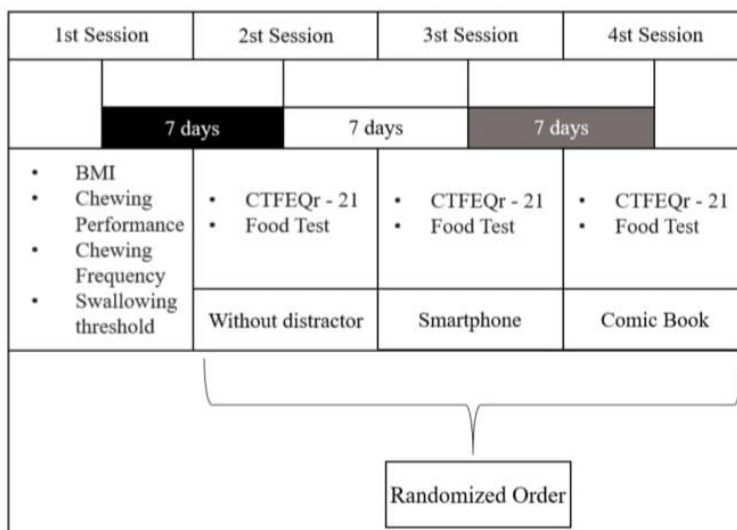 1st Session
2st Session
3st Session
4st Session
7 days
7 days
7 days
• BMI
• Chewing
Performance
• Chewing
Frequency
• Swallowing
threshold
• CTFEQr - 21
• Food Test
• CTFEQr - 21
• Food Test
• CTFEQr - 21
• Food Test
Without distractor
Smartphone
Comic Book
Randomized Order